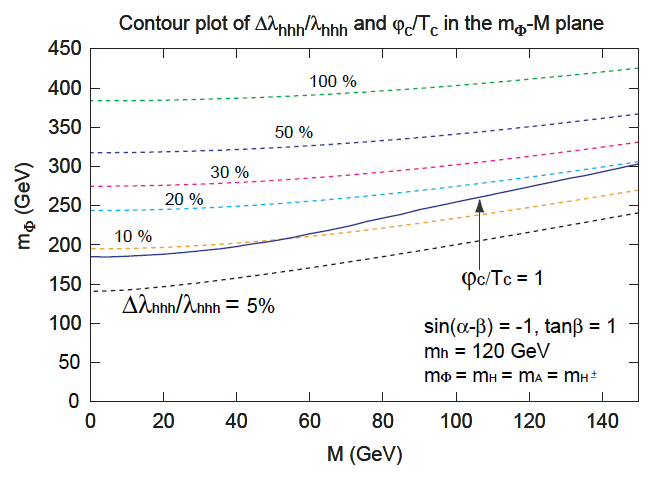 Contour plot of Δλhhh/λhhh and φc/Tc in the mΦ-M plane
450
400
350
300
250
200
150
100
50
0
mΦ (GeV)
100 %
50 %
30 %
20 %
10 %
Δλhhh/λhhh = 5%
φc/Tc = 1
sin(α-β) = -1, tanβ = 1
mh = 120 GeV
mΦ = mH = mA = mH±
0 20 40 60 80 100 120 140
M (GeV)